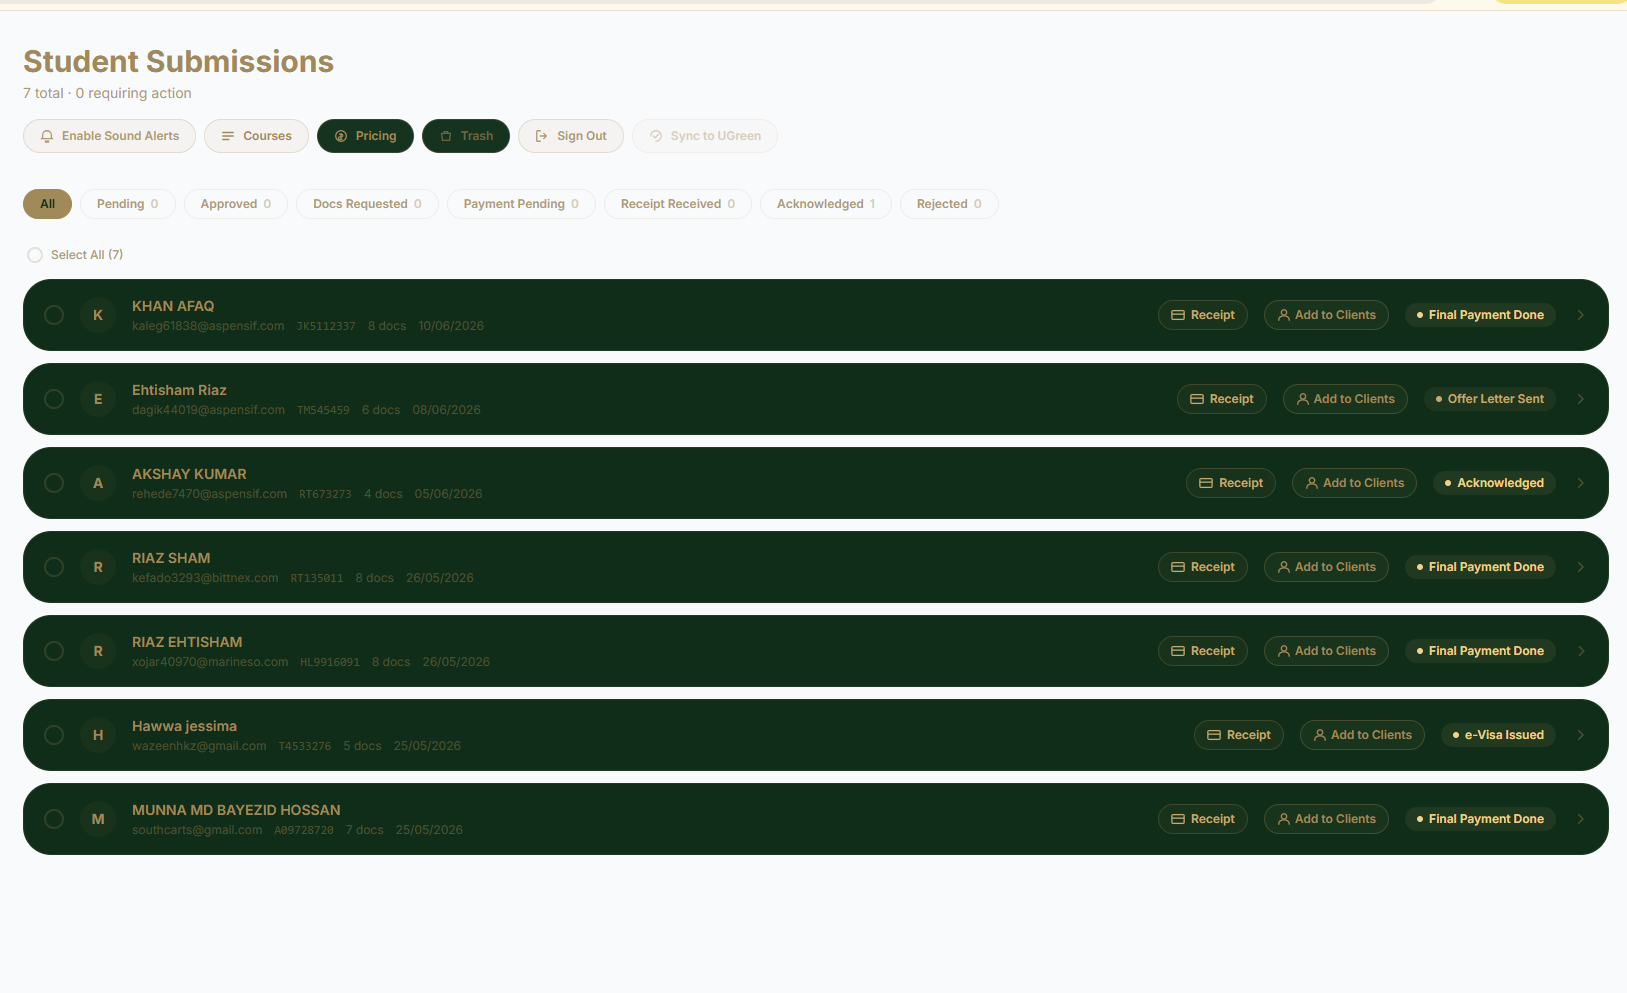 Student Submissions
7 total · 0 requiring action
Enable Sound Alerts Courses Pricing Trash Sign Out Sync to UGreen
All Pending 0 Approved 0 Docs Requested 0 Payment Pending 0 Receipt Received 0 Acknowledged 1 Rejected 0
Select All (7)
K KHAN AFAQ Receipt Add to Clients Final Payment Done
kaleg61838@aspensif.com JK5112337 8 docs 10/06/2026
E Ehtisham Riaz Receipt Add to Clients Offer Letter Sent
dagik44019@aspensif.com TM545459 6 docs 08/06/2026
A AKSHAY KUMAR Receipt Add to Clients Acknowledged
rehede7470@aspensif.com RT673273 4 docs 05/06/2026
R RIAZ SHAM Receipt Add to Clients Final Payment Done
kefado3293@bittnex.com RT135011 8 docs 26/05/2026
R RIAZ EHTISHAM Receipt Add to Clients Final Payment Done
xojar40970@marineso.com HL9916091 8 docs 26/05/2026
H Hawwa jessima Receipt Add to Clients e-Visa Issued
wazeenhkz@gmail.com T4533276 5 docs 25/05/2026
M MUNNA MD BAYEZID HOSSAN Receipt Add to Clients Final Payment Done
southcarts@gmail.com A09728720 7 docs 25/05/2026